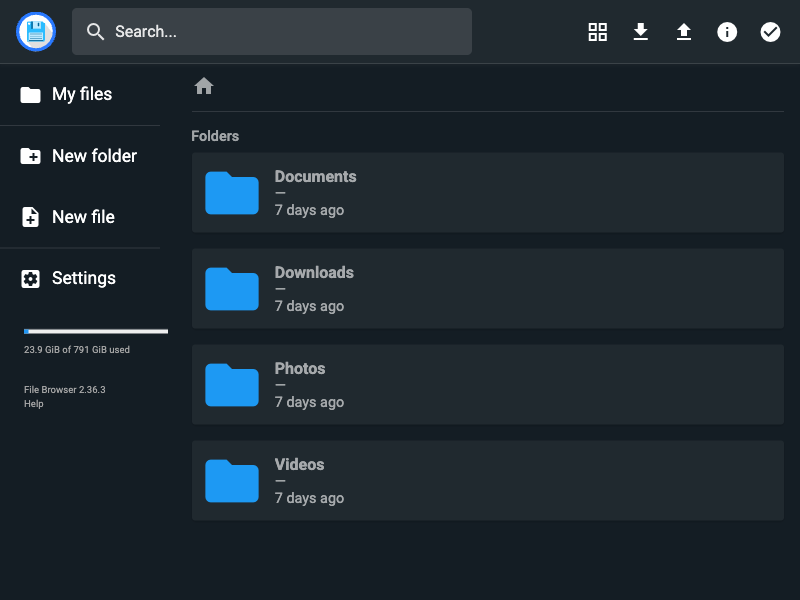 Search...
My files
New folder
New file
Settings
23.9 GiB of 791 GiB used
File Browser 2.36.3
Help
Folders
Documents
—
7 days ago
Downloads
—
7 days ago
Photos
—
7 days ago
Videos
—
7 days ago